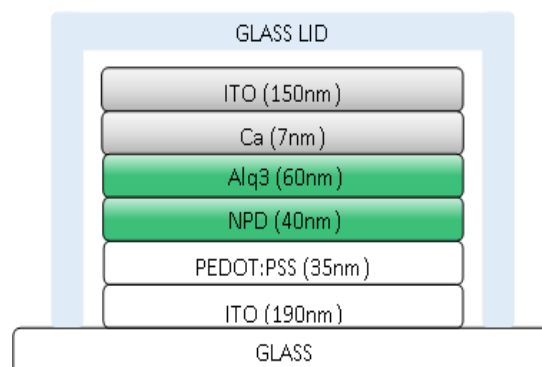 GLASS LID
ITO (150nm)
Ca (7nm)
Alq3 (60nm)
NPD (40nm)
PEDOT:PSS (35nm)
ITO (190nm)
GLASS